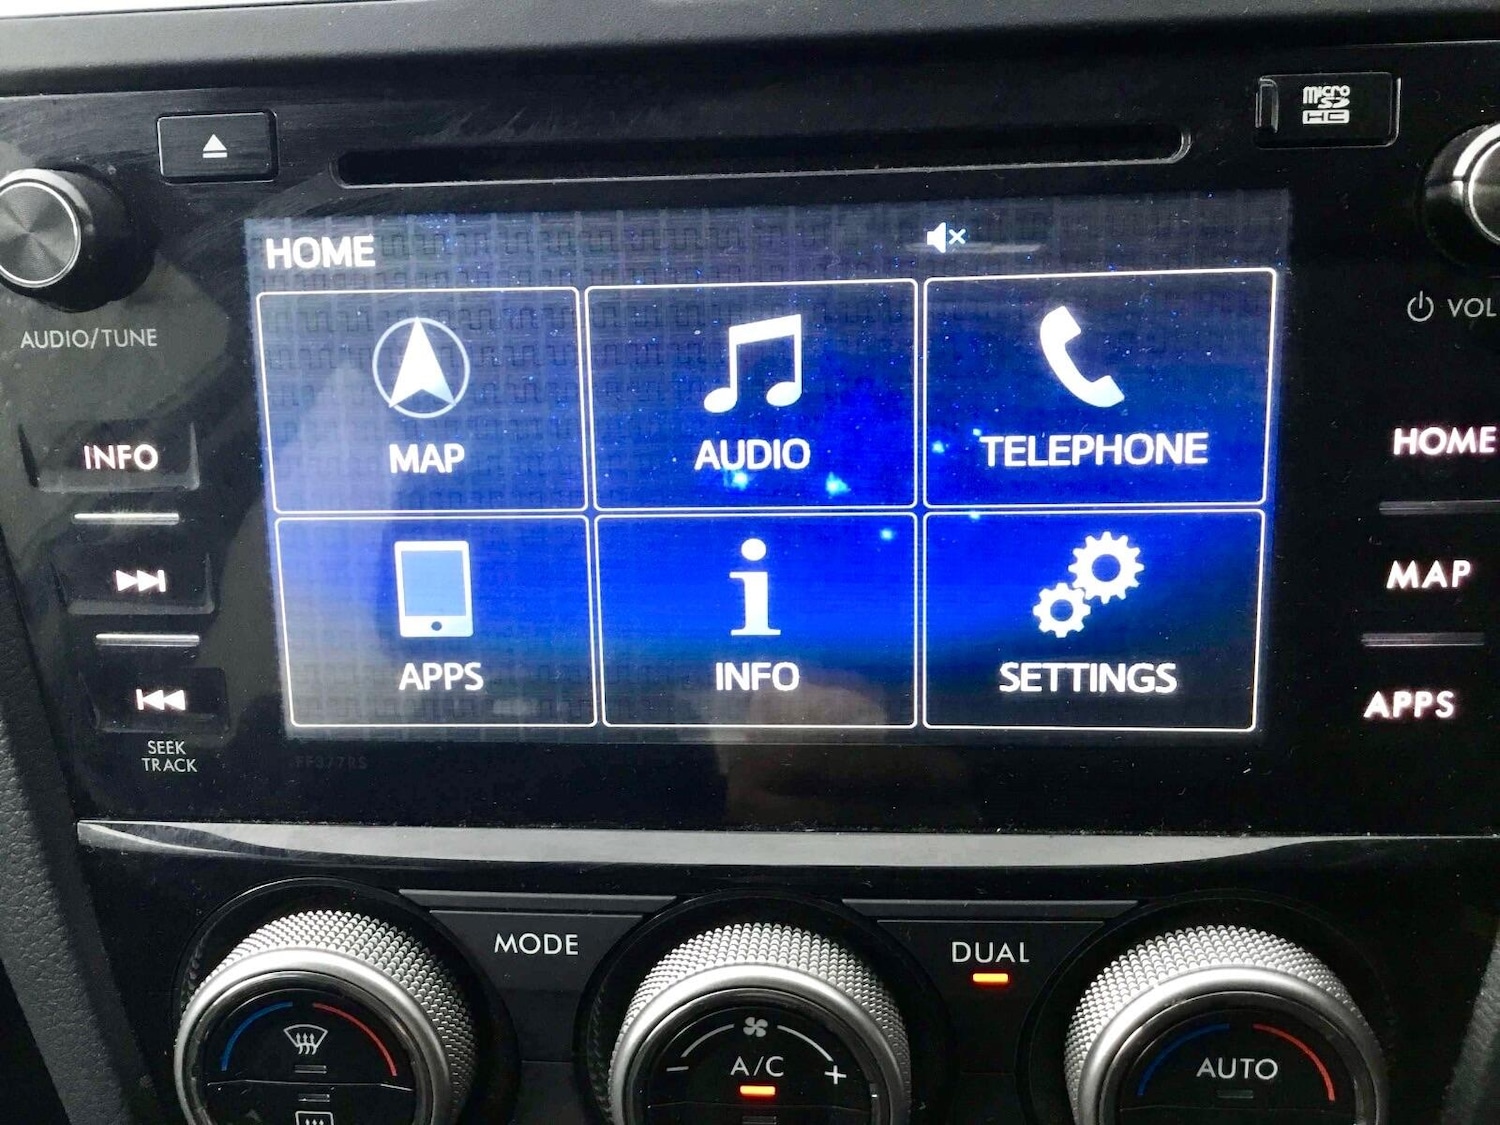 micro
SD
HC
HOME
AUDIO/TUNE
VOL
INFO
MAP
AUDIO
TELEPHONE
HOME
MAP
APPS
INFO
SETTINGS
APPS
SEEK
TRACK
FF377RS
MODE
DUAL
A/C
- +
AUTO